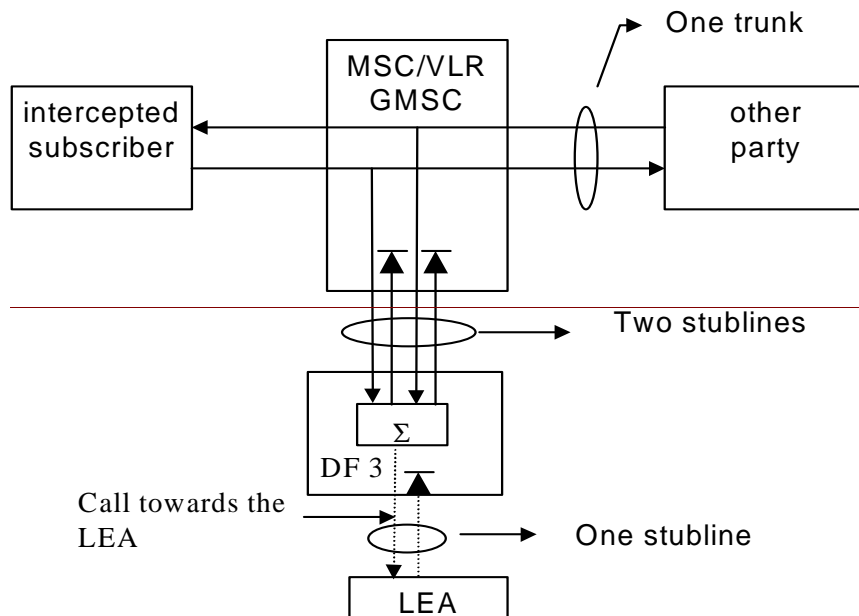 One trunk
MSC/VLR
GMSC
intercepted
subscriber
other
party
Two stublines
Σ
DF 3
Call towards the
LEA
One stubline
LEA